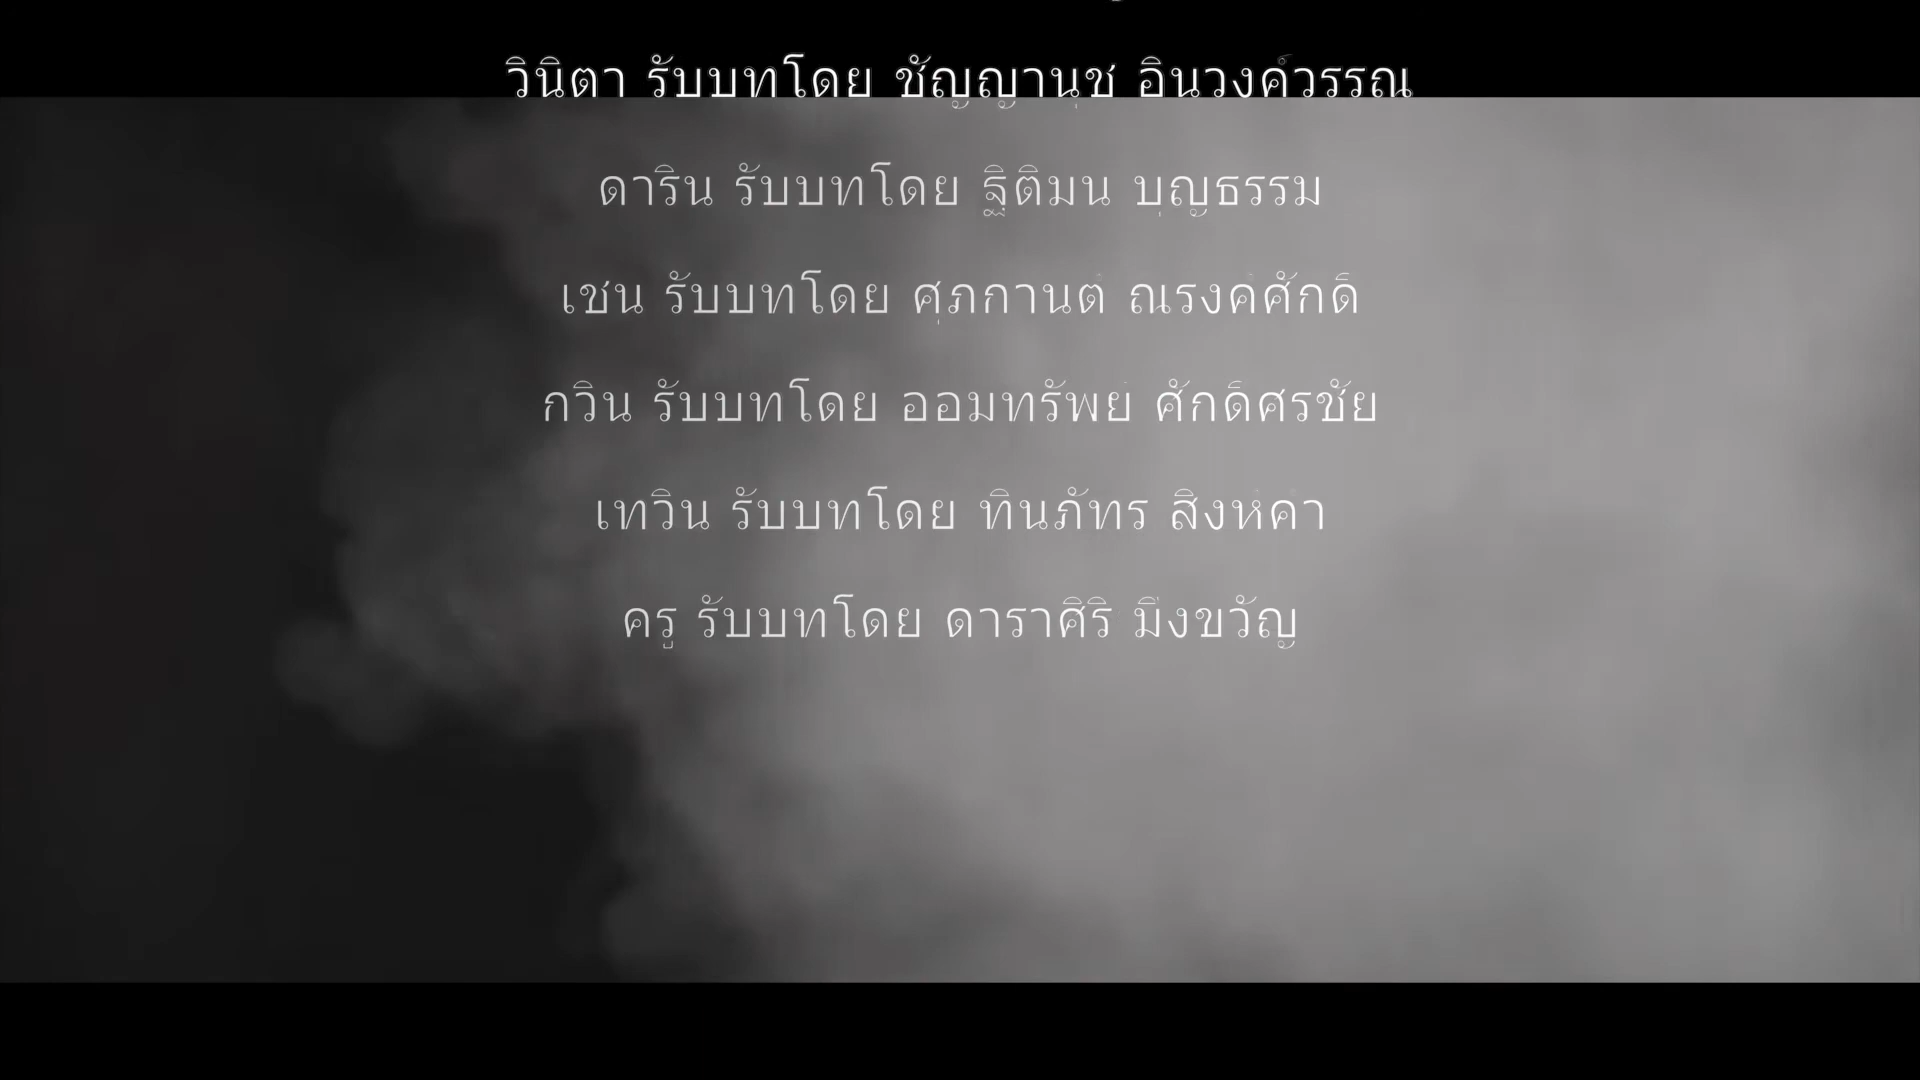 วินิตา รับบทโดย ชัญญานุช อินวงค์วรรณ
ดาริน รับบทโดย ฐิติมน บุญธรรม
เชน รับบทโดย ศุภกานต์ ณรงค์ศักดิ์
กวิน รับบทโดย ออมทรัพย์ ศักดิ์ศรชัย
เทวิน รับบทโดย ทินภัทร สิงห์คำ
ครู รับบทโดย ดาราศิริ มิ่งขวัญ